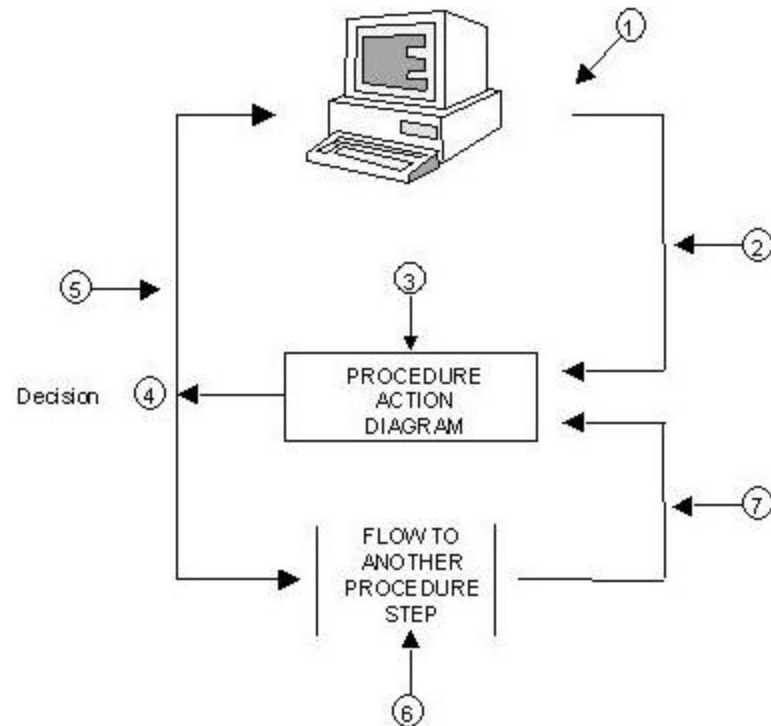 1
2
3
5
PROCEDURE
ACTION
DIAGRAM
Decision
4
7
FLOW TO
ANOTHER
PROCEDURE
STEP
6